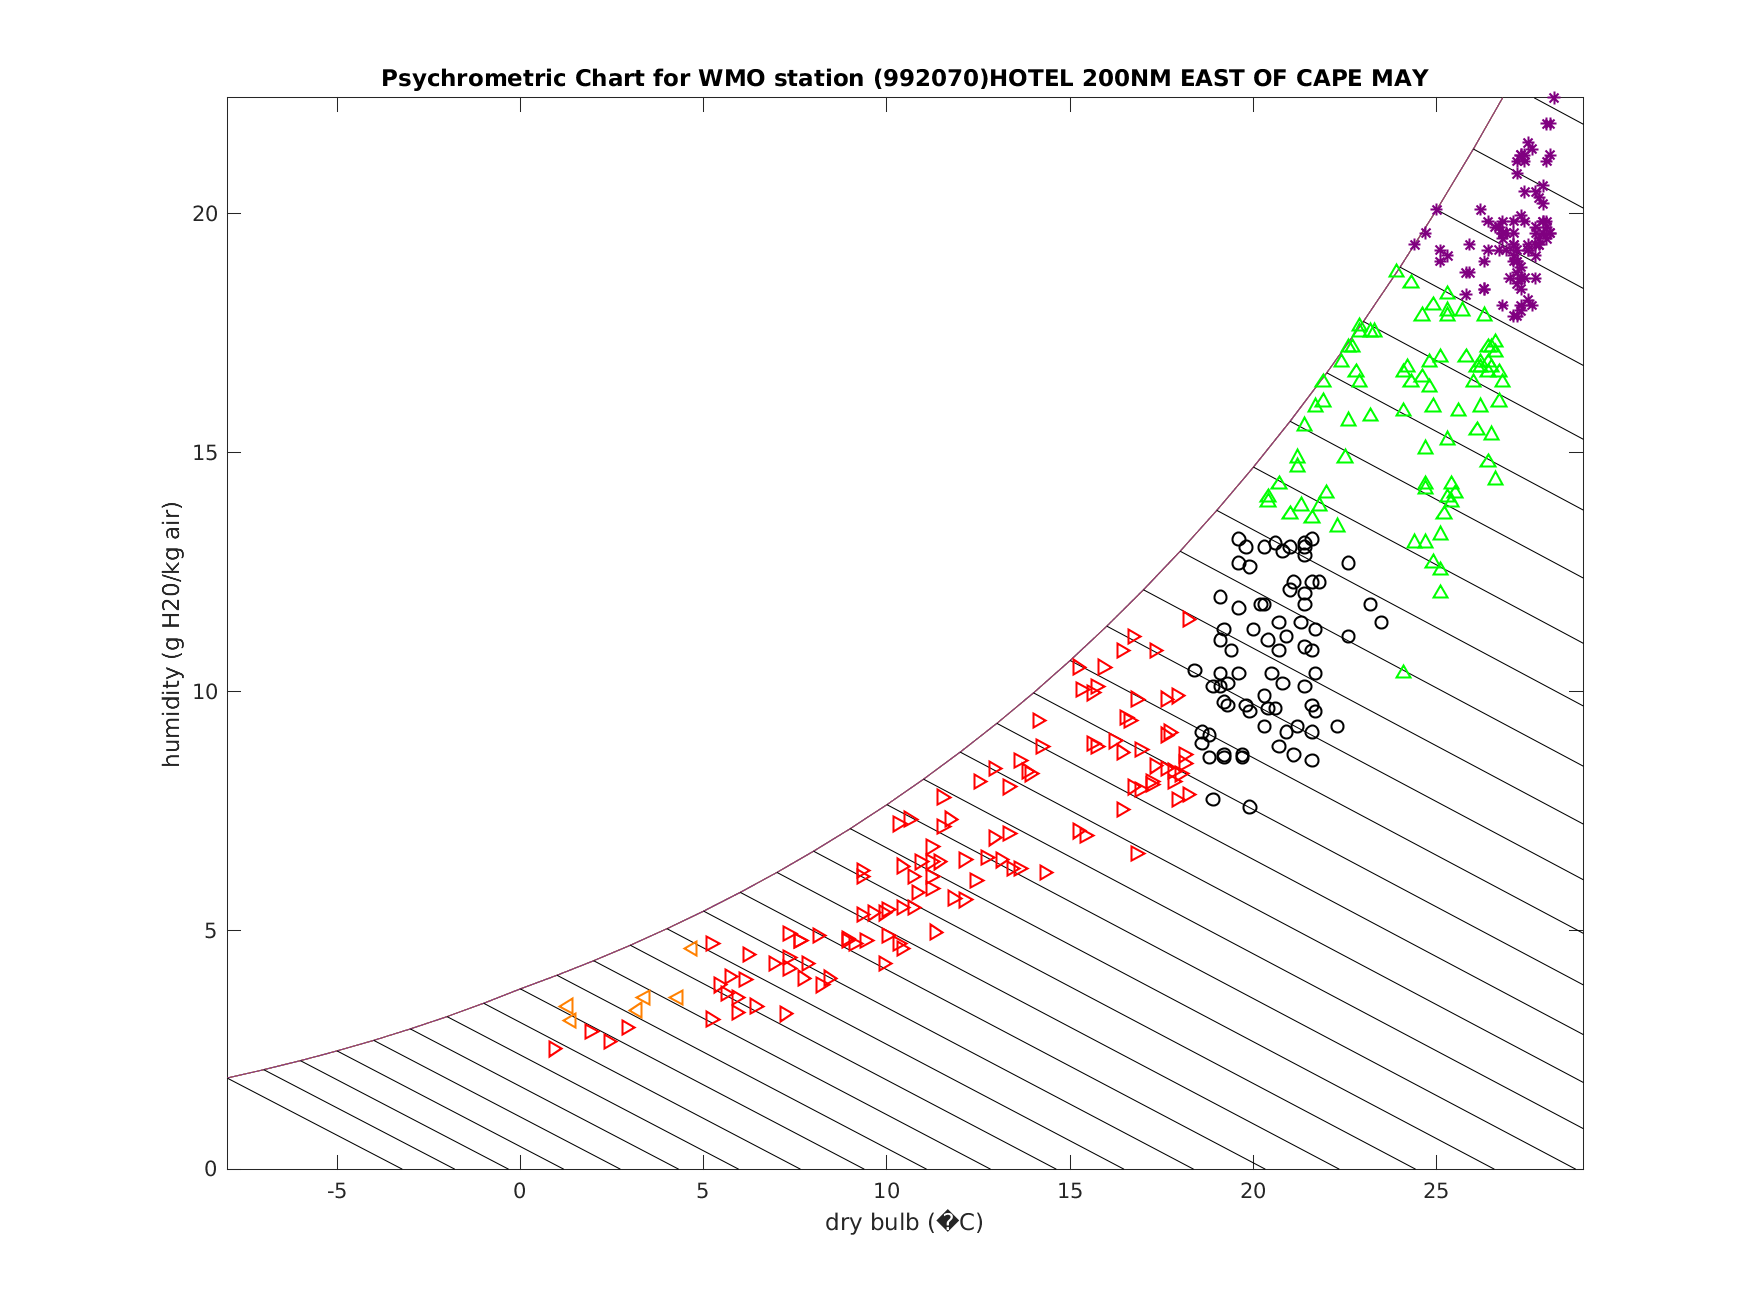 Psychrometric Chart for WMO station (992070)HOTEL 200NM EAST OF CAPE MAY
humidity (g H20/kg air)
20
15
10
5
0
-5 0 5 10 15 20 25
dry bulb (�C)